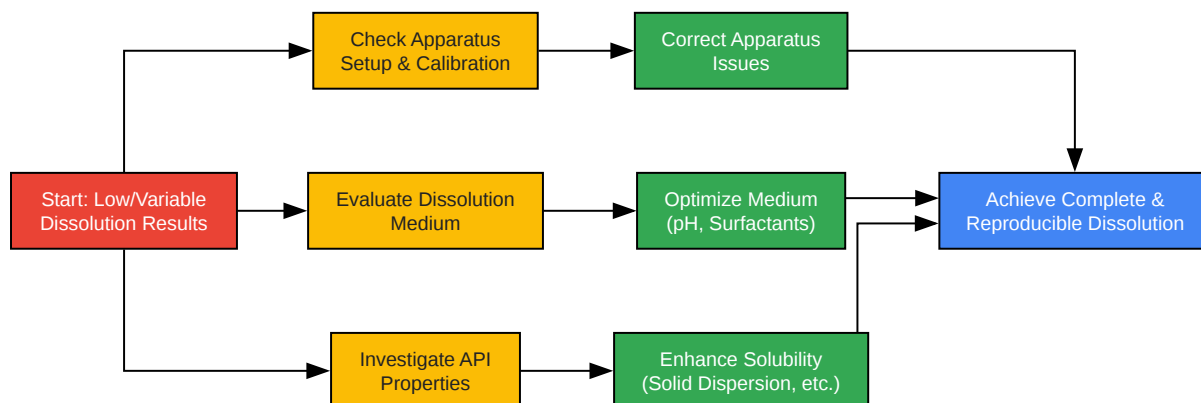 Check Apparatus
Setup & Calibration
Correct Apparatus
Issues
Start: Low/Variable
Dissolution Results
Evaluate Dissolution
Medium
Optimize Medium
(pH, Surfactants)
Achieve Complete &
Reproducible Dissolution
Investigate API
Properties
Enhance Solubility
(Solid Dispersion, etc.)